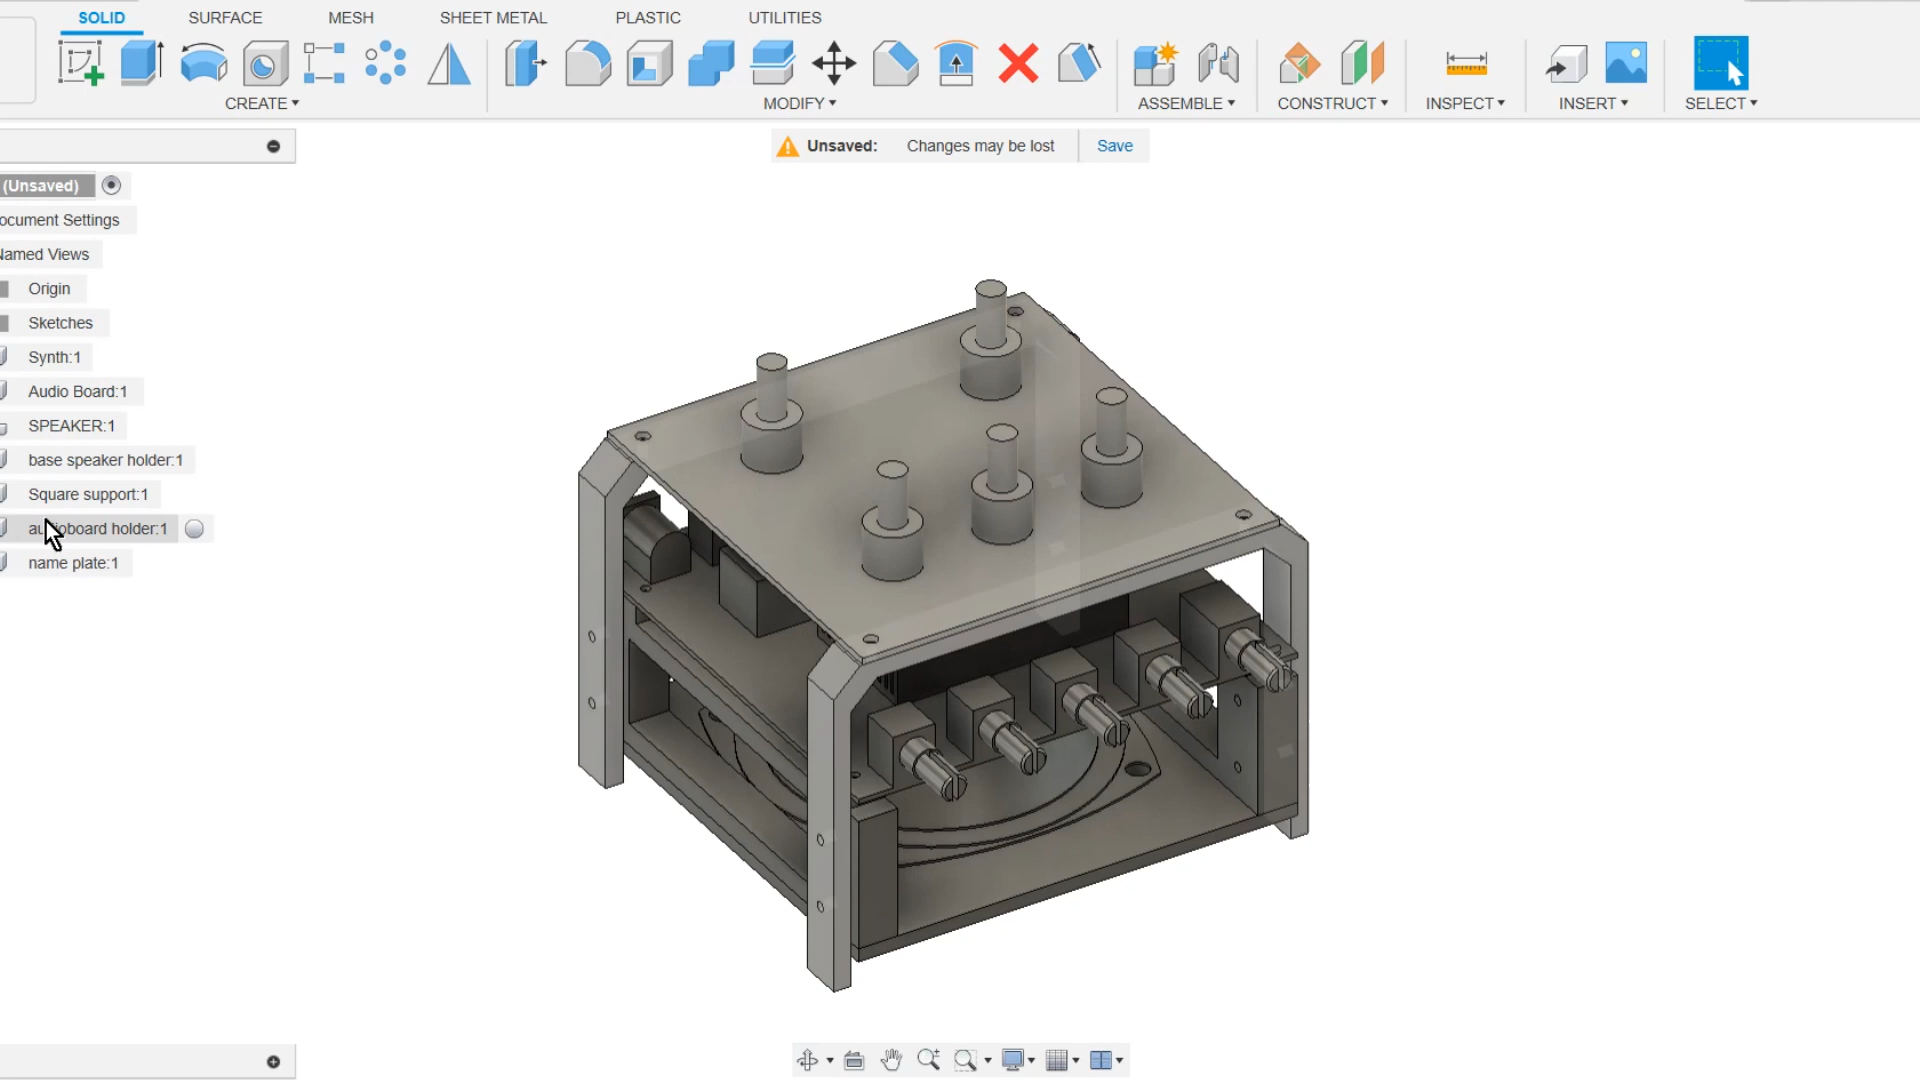 SOLID SURFACE MESH SHEET METAL PLASTIC UTILITIES
CREATE MODIFY ASSEMBLE CONSTRUCT INSPECT INSERT SELECT
Unsaved: Changes may be lost Save
(Unsaved)
ocument Settings
Named Views
Origin
Sketches
Synth:1
Audio Board:1
SPEAKER:1
base speaker holder:1
Square support:1
audioboard holder:1
name plate:1